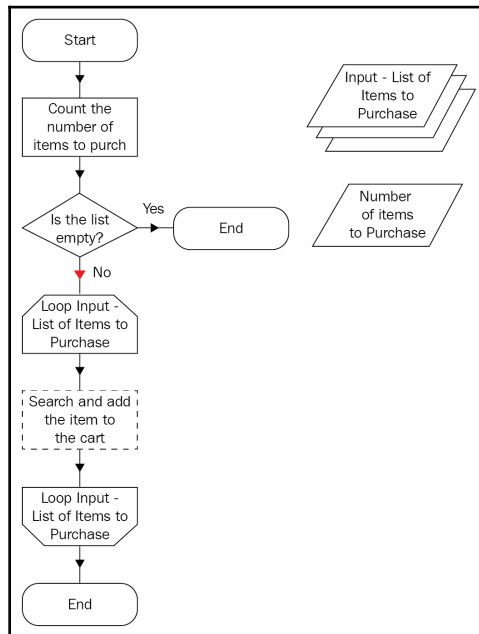 Start
Count the
number of
items to purch
Is the list
empty?
Yes
End
No
Loop Input -
List of Items to
Purchase
Search and add
the item to
the cart
Loop Input -
List of Items to
Purchase
End
Input - List of
Items to
Purchase
Number
of items
to Purchase